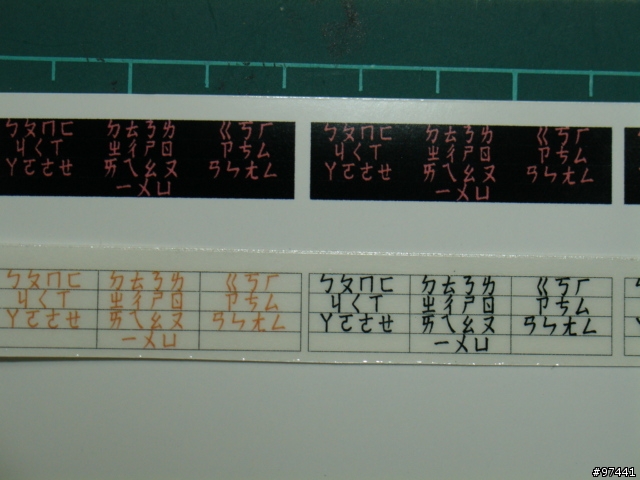 ㄅㄆㄇㄈ ㄉㄊㄋㄌ ㄍㄎㄏ
ㄐㄑㄒ ㄓㄔㄕㄖ ㄗㄘㄙ
ㄚㄛㄜㄝ ㄞㄟㄠㄡ ㄢㄣㄤㄥ
ㄧㄨㄩ
ㄅㄆㄇㄈ ㄉㄊㄋㄌ ㄍㄎㄏ
ㄐㄑㄒ ㄓㄔㄕㄖ ㄗㄘㄙ
ㄚㄛㄜㄝ ㄞㄟㄠㄡ ㄢㄣㄤㄥ
ㄧㄨㄩ
ㄅㄆㄇㄈ ㄉㄊㄋㄌ ㄍㄎㄏ
ㄐㄑㄒ ㄓㄔㄕㄖ ㄗㄘㄙ
ㄚㄛㄜㄝ ㄞㄟㄠㄡ ㄢㄣㄤㄥ
ㄧㄨㄩ
ㄅㄆㄇㄈ ㄉㄊㄋㄌ ㄍㄎㄏ
ㄐㄑㄒ ㄓㄔㄕㄖ ㄗㄘㄙ
ㄚㄛㄜㄝ ㄞㄟㄠㄡ ㄢㄣㄤㄥ
ㄧㄨㄩ
#97441